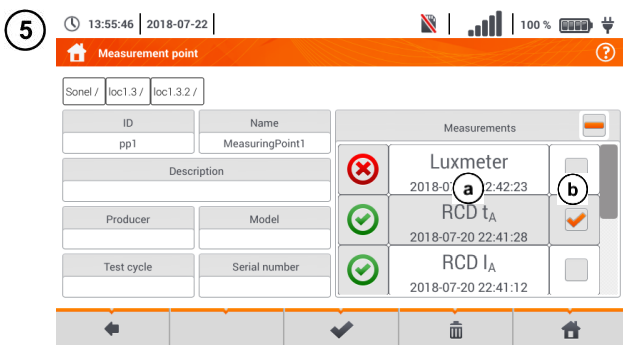 5
13:55:46 2018-07-22 100 %
Measurement point ?
Sonel / loc1.3 / loc1.3.2 /
ID Name Measurements
pp1 MeasuringPoint1
Description
Luxmeter
a b
2018-07 2:42:23
Producer Model
RCD tA
2018-07-20 22:41:28
Test cycle Serial number
RCD IA
2018-07-20 22:41:12